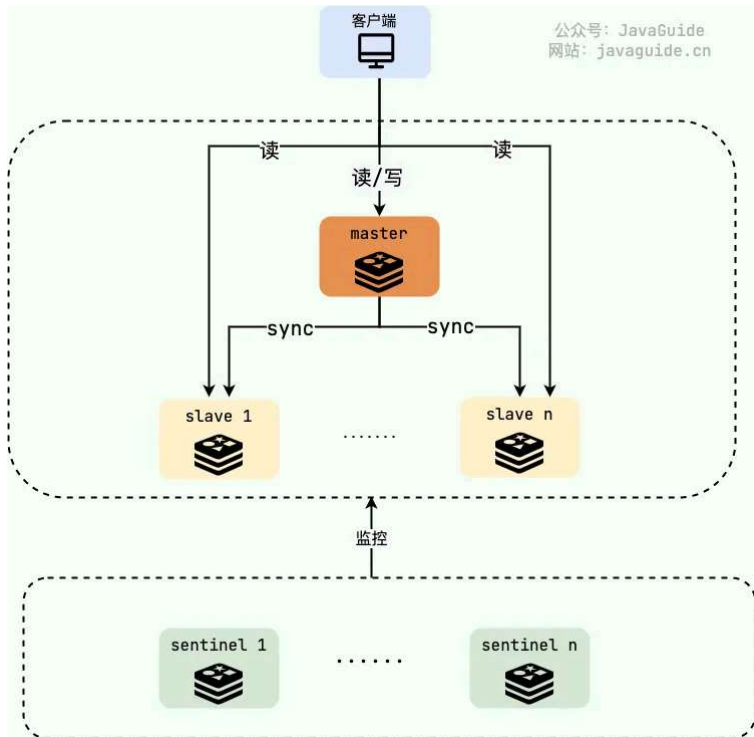 客户端
公众号：JavaGuide
网站：javaguide.cn
读
读
读/写
master
sync
sync
slave 1
.......
slave n
监控
sentinel 1
......
sentinel n